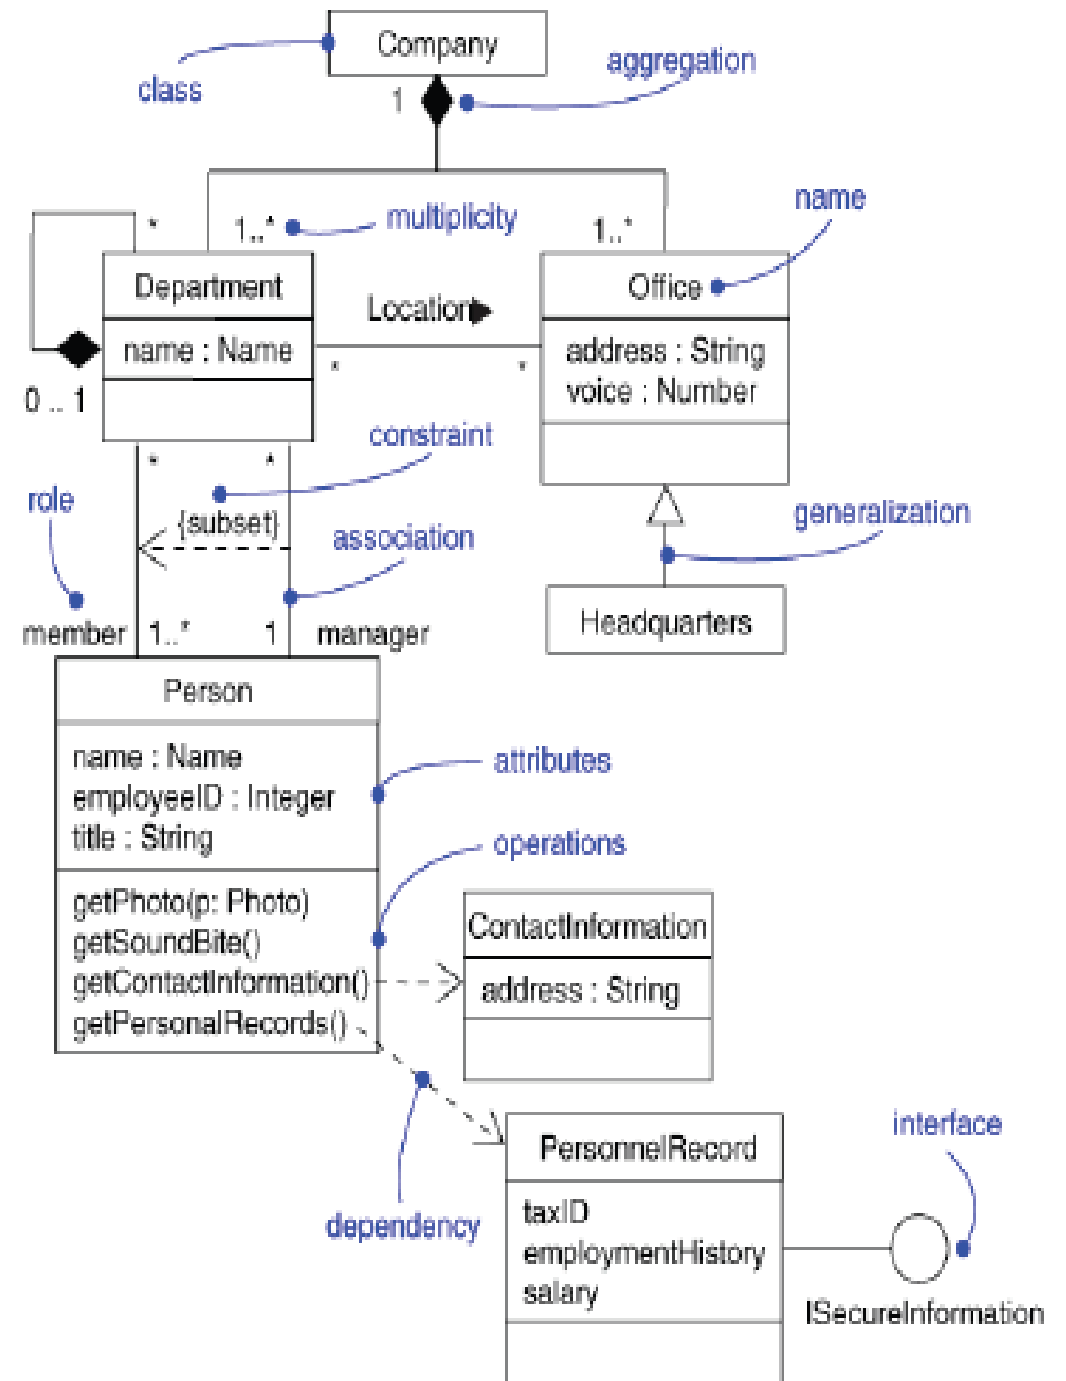 Company
aggregation
class
1
name
multiplicity
*
1..*
1..*
Department
Office
Location
name : Name
address : String
voice : Number
*
*
0 .. 1
constraint
*
*
role
{subset}
generalization
association
member
1..*
1
manager
Headquarters
Person
name : Name
employeeID : Integer
title : String
attributes
operations
getPhoto(p: Photo)
getSoundBite()
getContactInformation()
getPersonalRecords()
ContactInformation
address : String
interface
PersonnelRecord
dependency
taxID
employmentHistory
salary
ISecureInformation